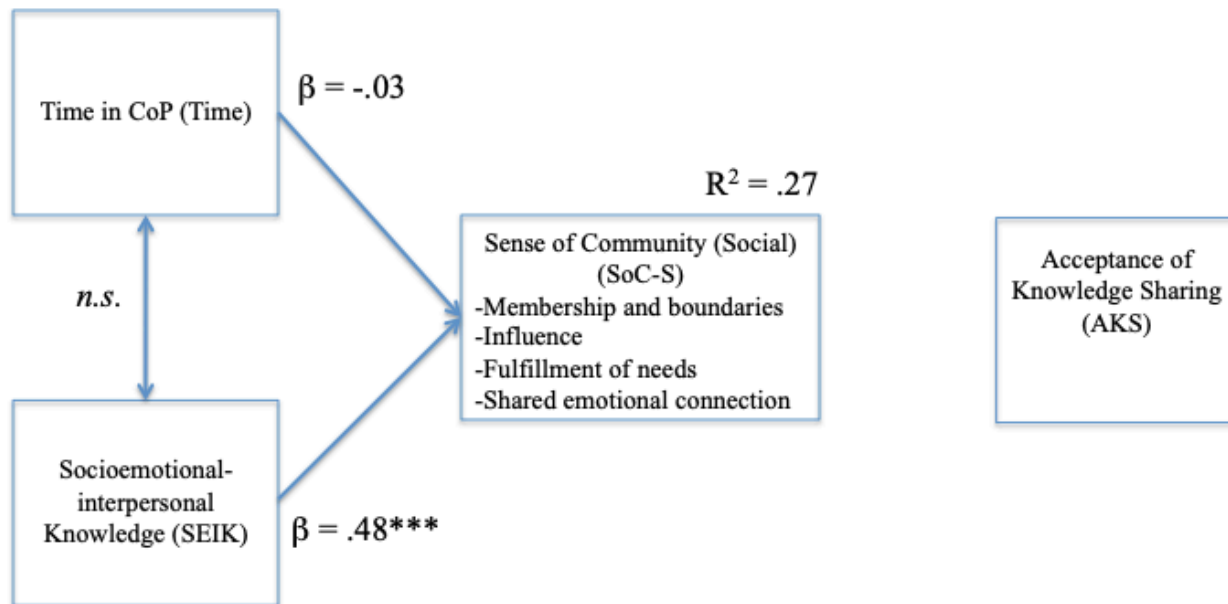 Time in CoP (Time)
β = -.03
n.s.
Socioemotional-
interpersonal
Knowledge (SEIK)
β = .48***
R² = .27
Sense of Community (Social)
(SoC-S)
-Membership and boundaries
-Influence
-Fulfillment of needs
-Shared emotional connection
Acceptance of
Knowledge Sharing
(AKS)